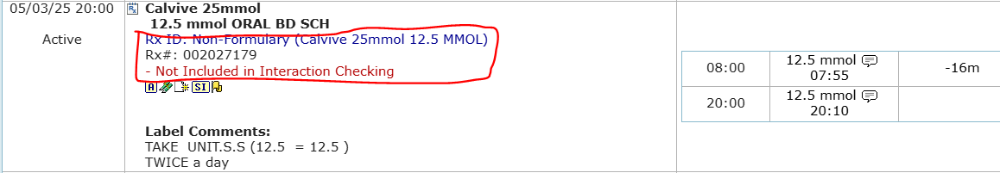 05/03/25 20:00
Active
Calvive 25mmol
12.5 mmol ORAL BD SCH
Rx ID: Non-Formulary (Calvive 25mmol 12.5 MMOL)
Rx#: 002027179
- Not Included in Interaction Checking
A SI
Label Comments:
TAKE UNIT.S.S (12.5 = 12.5 )
TWICE a day
08:00 12.5 mmol -16m
07:55
20:00 12.5 mmol
20:10